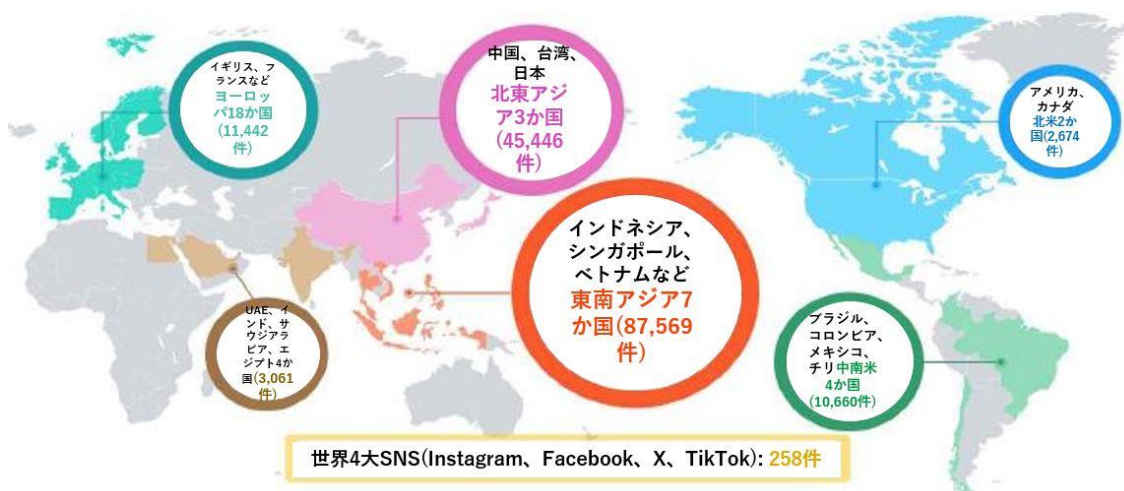 イギリス、フ
ランスなど
ヨーロッ
パ18か国
(11,442
件)
中国、台湾、
日本
北東アジ
ア3か国
(45,446
件)
アメリカ、
カナダ
北米2か
国(2,674
件)
インドネシア、
シンガポール、
ベトナムなど
東南アジア7
か国(87,569
件)
UAE、イ
ンド、サ
ウジアラ
ビア、エ
ジプト4か
国(3,061
件)
ブラジル、
コロンビア、
メキシコ、
チリ中南米
4か国
(10,660件)
世界4大SNS(Instagram、Facebook、X、TikTok): 258件